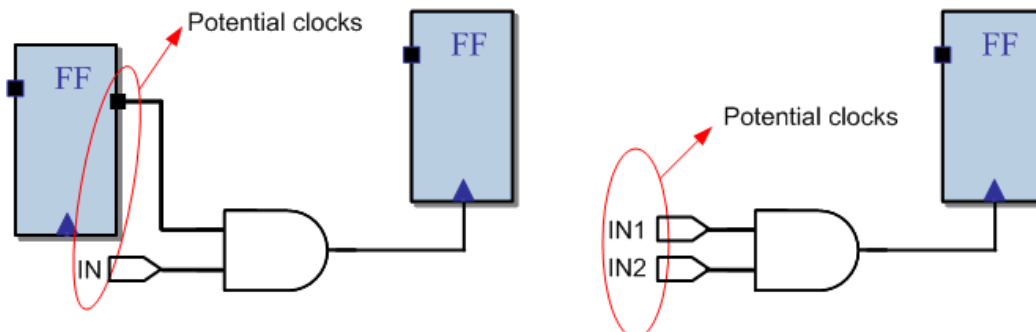 Potential clocks
FF
FF
FF
Potential clocks
IN1
IN
IN2